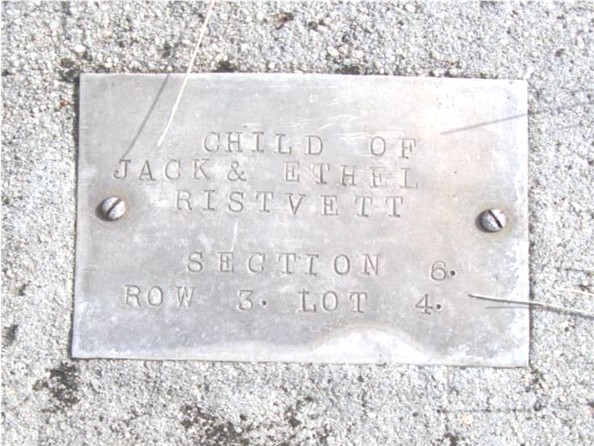 CHILD OF
JACK & ETHEL
RISTVETT
SECTION 6.
ROW 3. LOT 4.